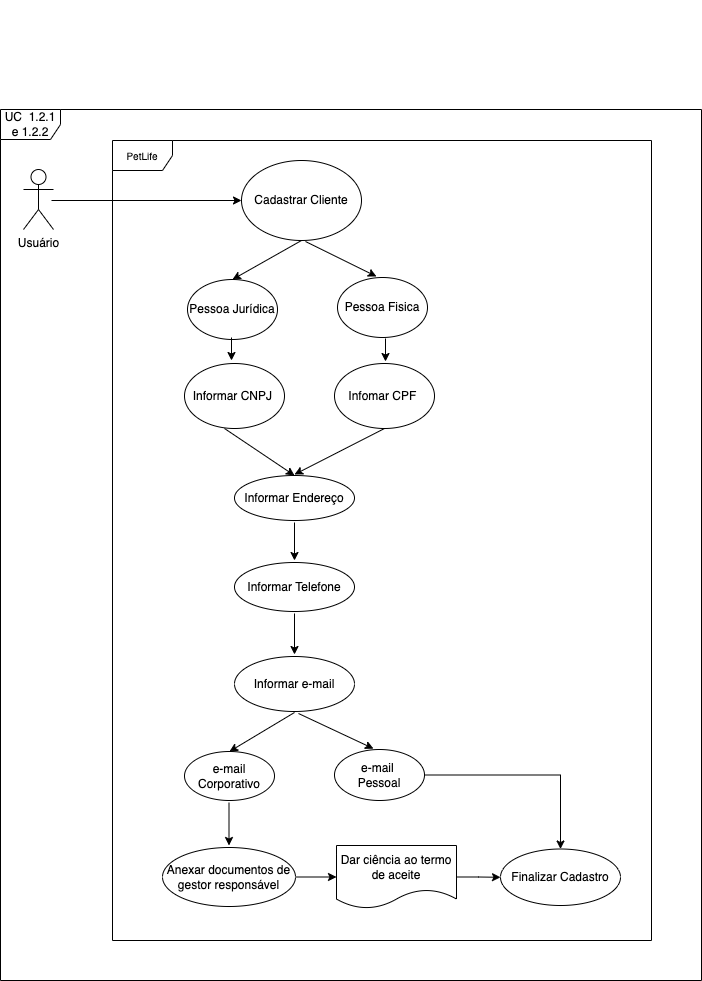 UC 1.2.1
e 1.2.2
PetLife
Usuário
Cadastrar Cliente
Pessoa Jurídica
Pessoa Fisica
Informar CNPJ
Infomar CPF
Informar Endereço
Informar Telefone
Informar e-mail
e-mail
Corporativo
e-mail
Pessoal
Anexar documentos de
gestor responsável
Dar ciência ao termo
de aceite
Finalizar Cadastro